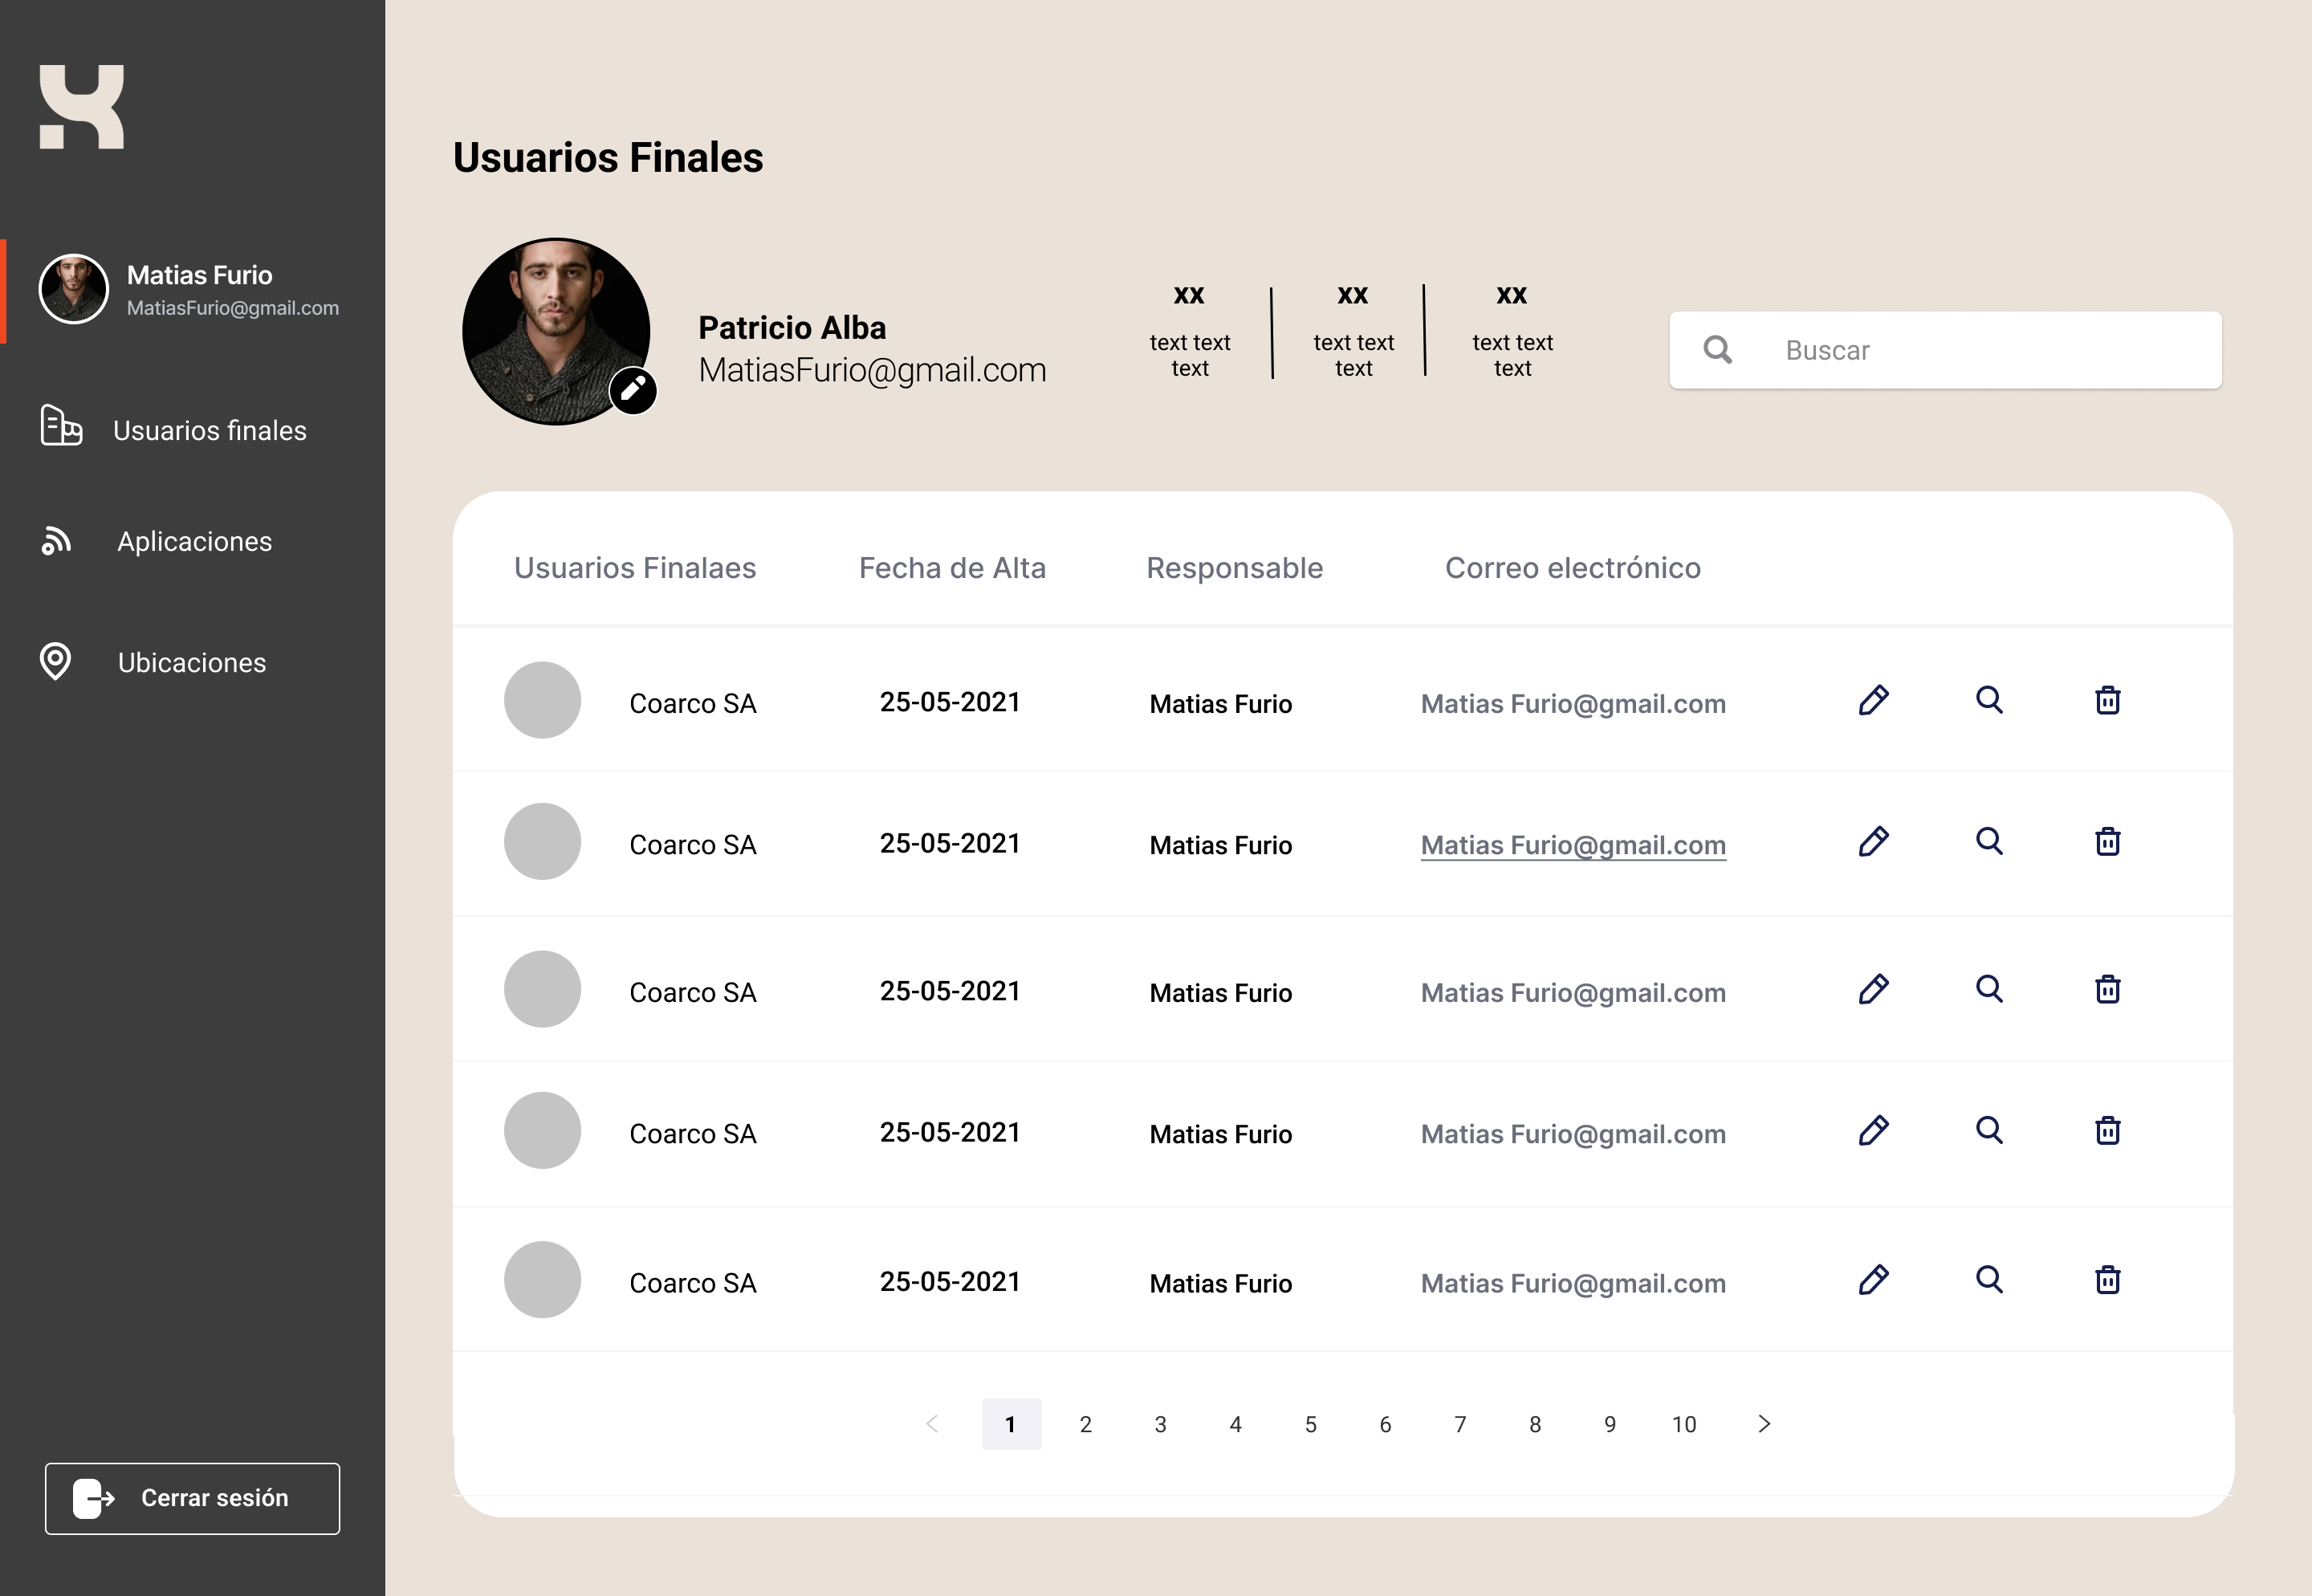 Matias Furio
MatiasFurio@gmail.com
Usuarios finales
Aplicaciones
Ubicaciones
Cerrar sesión
Usuarios Finales
Patricio Alba
MatiasFurio@gmail.com
xx
text text
text
xx
text text
text
xx
text text
text
Buscar
Usuarios Finalaes Fecha de Alta Responsable Correo electrónico
Coarco SA 25-05-2021 Matias Furio Matias Furio@gmail.com
Coarco SA 25-05-2021 Matias Furio Matias Furio@gmail.com
Coarco SA 25-05-2021 Matias Furio Matias Furio@gmail.com
Coarco SA 25-05-2021 Matias Furio Matias Furio@gmail.com
Coarco SA 25-05-2021 Matias Furio Matias Furio@gmail.com
1 2 3 4 5 6 7 8 9 10